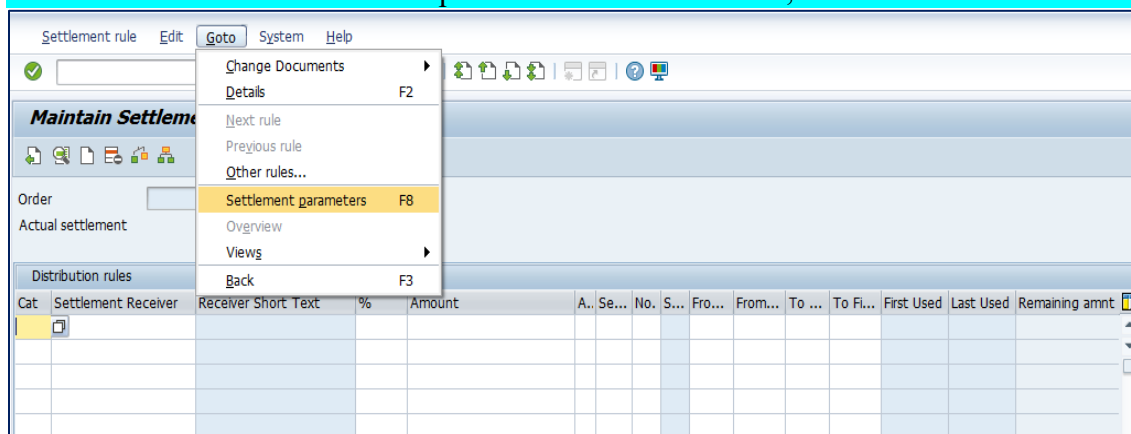 Settlement rule Edit Goto System Help
Change Documents
Details F2
Maintain
Next rule
Previous rule
Other rules...
Order Settlement parameters F8
Actual settlement Overview
Views
Distribution rules Back F3
Cat Settlement Receiver Receiver Short Text % Amount A.. Se... No. S... Fro... From... To ... To Fi... First Used Last Used Remaining amnt